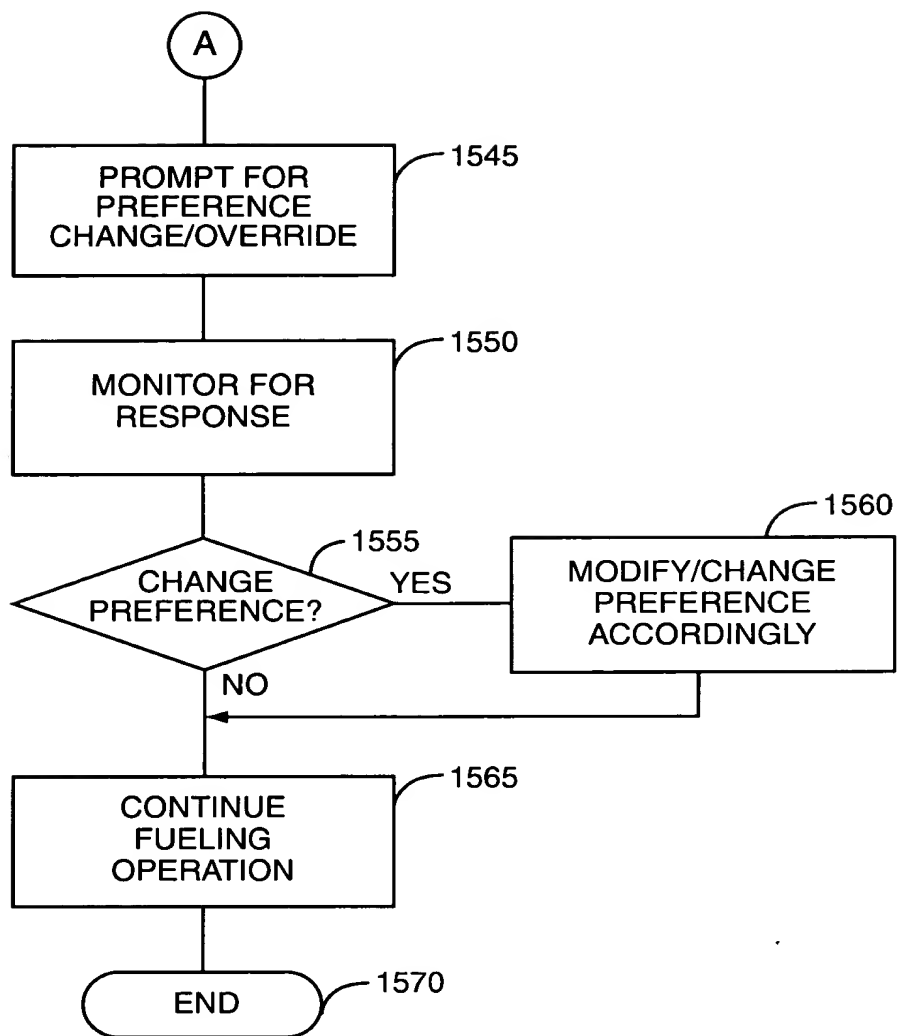 A
1545
PROMPT FOR
PREFERENCE
CHANGE/OVERRIDE
1550
MONITOR FOR
RESPONSE
1555
CHANGE
PREFERENCE?
YES
1560
MODIFY/CHANGE
PREFERENCE
ACCORDINGLY
NO
1565
CONTINUE
FUELING
OPERATION
1570
END